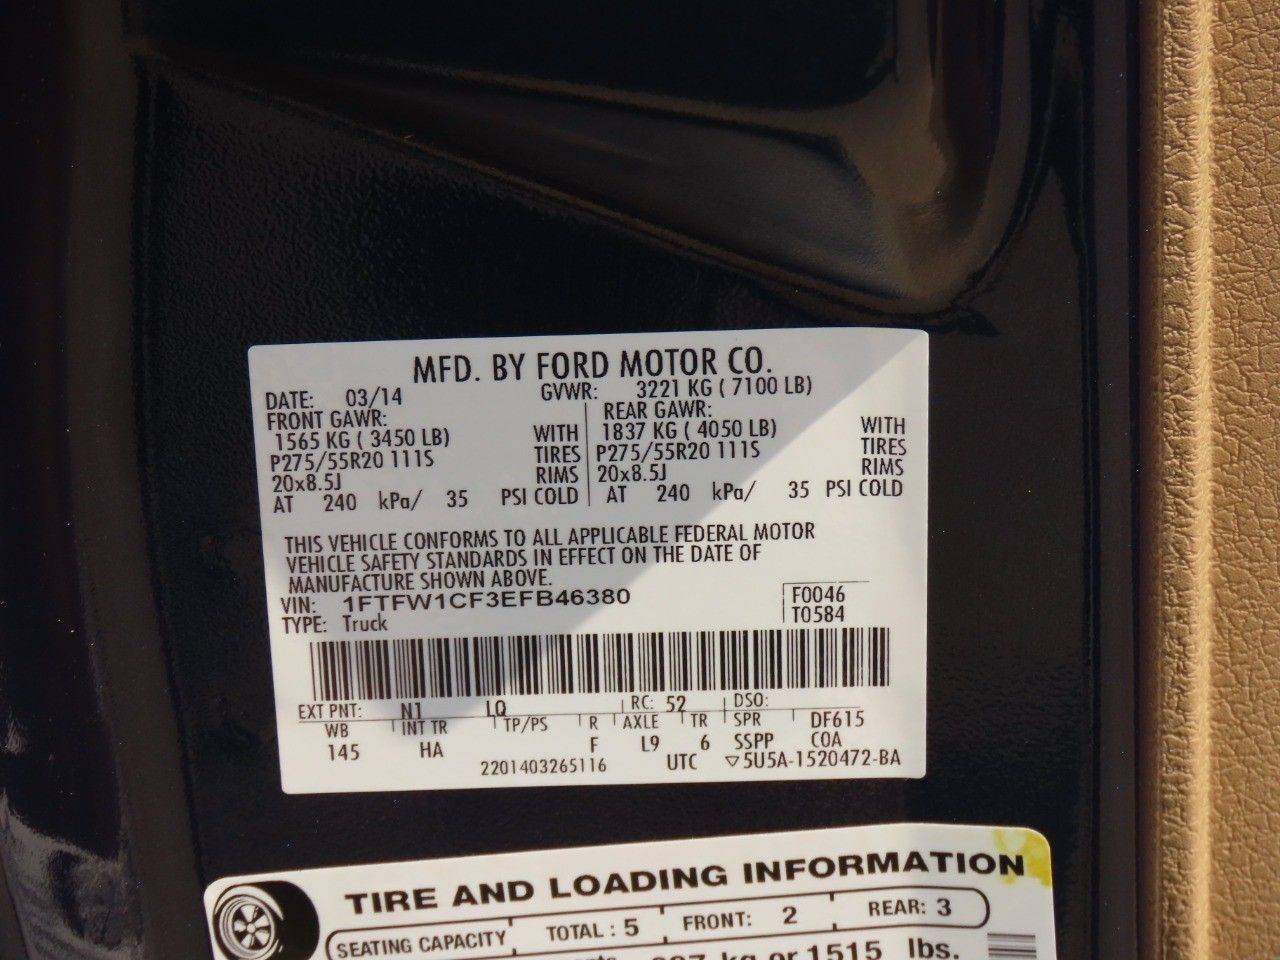 MFD. BY FORD MOTOR CO.
DATE: 03/14 GVWR: 3221 KG ( 7100 LB)
FRONT GAWR: REAR GAWR:
1565 KG ( 3450 LB) WITH 1837 KG ( 4050 LB) WITH
P275/55R20 111S TIRES P275/55R20 111S TIRES
20x8.5J RIMS 20x8.5J RIMS
AT 240 kPa/ 35 PSI COLD AT 240 kPa/ 35 PSI COLD
THIS VEHICLE CONFORMS TO ALL APPLICABLE FEDERAL MOTOR
VEHICLE SAFETY STANDARDS IN EFFECT ON THE DATE OF
MANUFACTURE SHOWN ABOVE.
VIN: 1FTFW1CF3EFB46380 F0046
TYPE: Truck T0584
EXT PNT: N1 LQ RC: 52 DSO:
WB INT TR TP/PS R AXLE TR SPR DF615
145 HA F L9 6 SSPP COA
2201403265116 UTC ▽5U5A-1520472-BA
TIRE AND LOADING INFORMATION
SEATING CAPACITY TOTAL : 5 FRONT: 2 REAR: 3
kg or 1515 lbs.